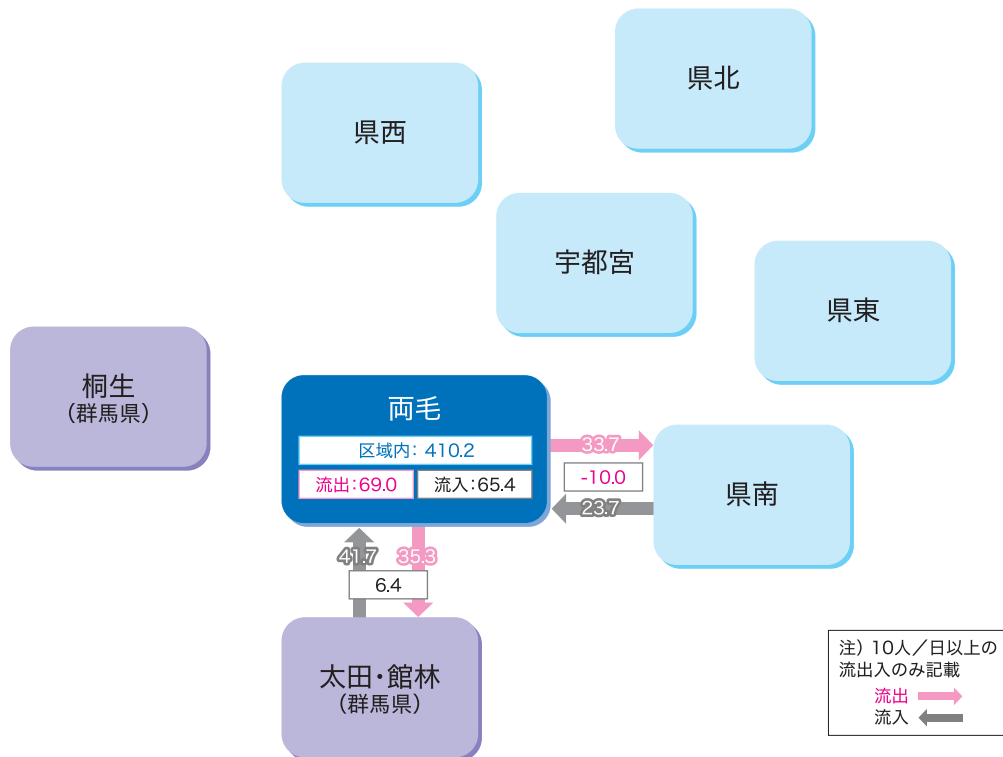 県北
県西
宇都宮
県東
桐生
(群馬県)
両毛
区域内: 410.2
流出:69.0
流入:65.4
33.7
-10.0
23.7
県南
41.7
35.3
6.4
太田・館林
(群馬県)
注) 10人/日以上の
流出入のみ記載
流出
流入